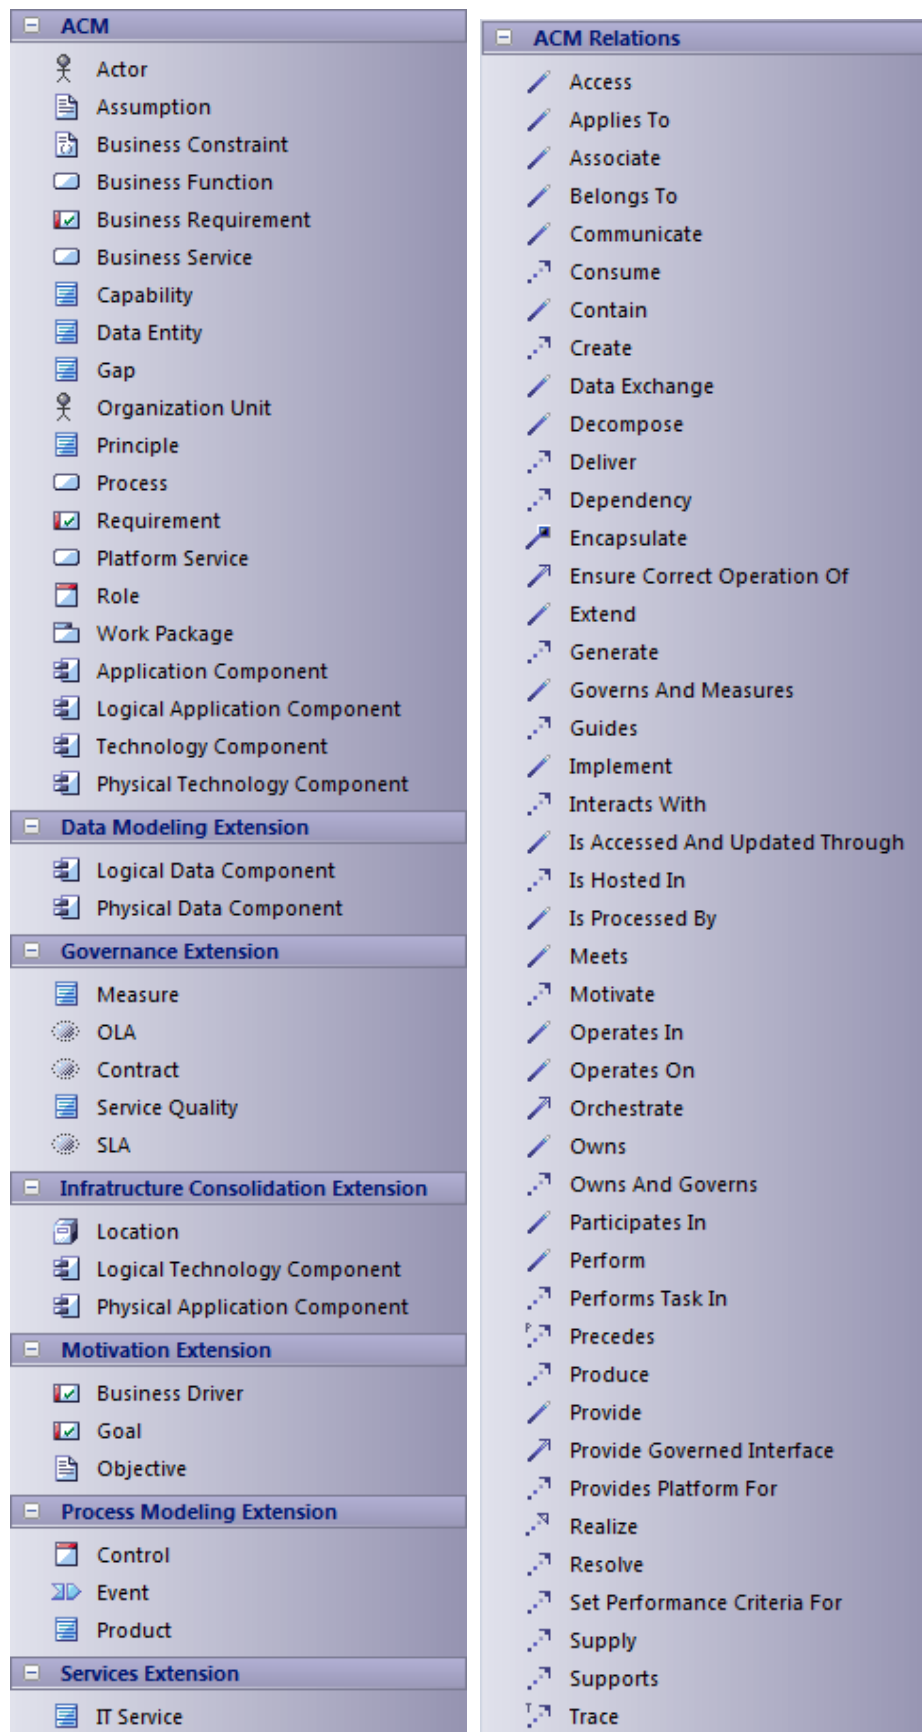 ACM
Actor
Assumption
Business Constraint
Business Function
Business Requirement
Business Service
Capability
Data Entity
Gap
Organization Unit
Principle
Process
Requirement
Platform Service
Role
Work Package
Application Component
Logical Application Component
Technology Component
Physical Technology Component
Data Modeling Extension
Logical Data Component
Physical Data Component
Governance Extension
Measure
OLA
Contract
Service Quality
SLA
Infratructure Consolidation Extension
Location
Logical Technology Component
Physical Application Component
Motivation Extension
Business Driver
Goal
Objective
Process Modeling Extension
Control
Event
Product
Services Extension
IT Service
ACM Relations
Access
Applies To
Associate
Belongs To
Communicate
Consume
Contain
Create
Data Exchange
Decompose
Deliver
Dependency
Encapsulate
Ensure Correct Operation Of
Extend
Generate
Governs And Measures
Guides
Implement
Interacts With
Is Accessed And Updated Through
Is Hosted In
Is Processed By
Meets
Motivate
Operates In
Operates On
Orchestrate
Owns
Owns And Governs
Participates In
Perform
Performs Task In
P Precedes
Produce
Provide
Provide Governed Interface
Provides Platform For
Realize
Resolve
Set Performance Criteria For
Supply
Supports
T Trace